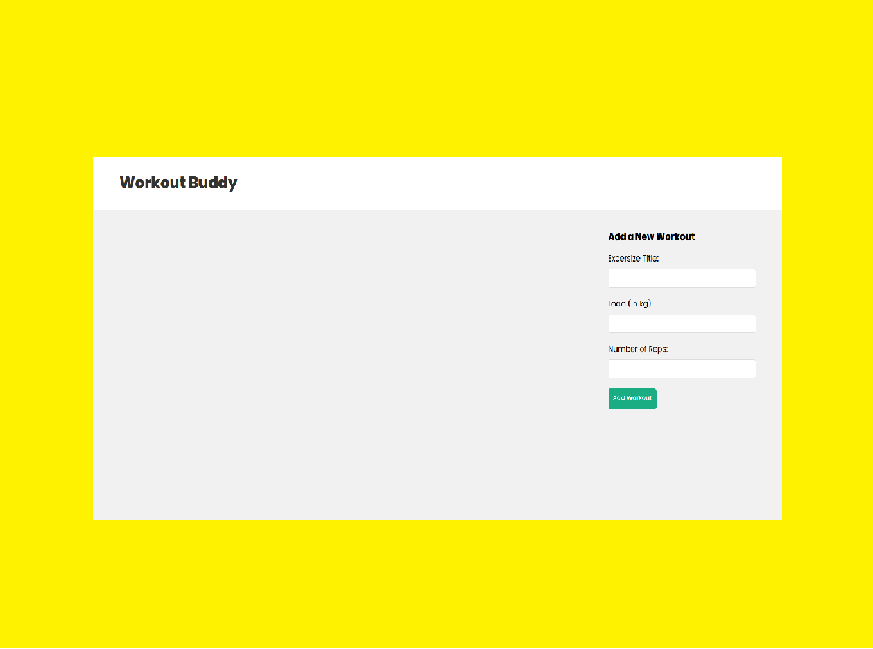 Workout Buddy
Add a New Workout
Excersize Title:
Load (in kg)
Number of Reps:
Add Workout